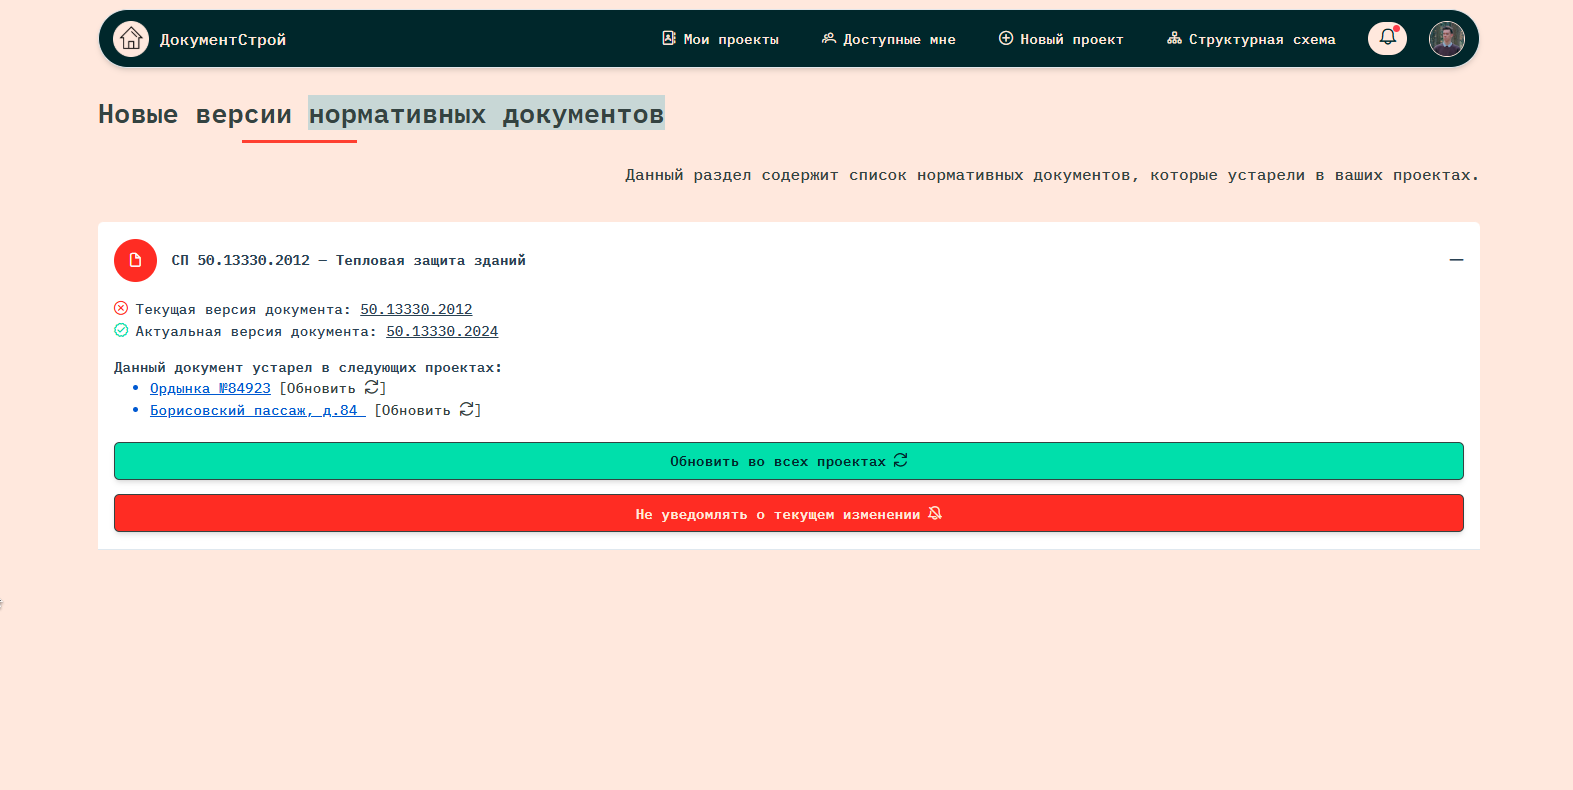 ДокументСтрой
Мои проекты
Доступные мне
Новый проект
Структурная схема
Новые версии нормативных документов
Данный раздел содержит список нормативных документов, которые устарели в ваших проектах.
СП 50.13330.2012 — Тепловая защита зданий
Текущая версия документа: 50.13330.2012
Актуальная версия документа: 50.13330.2024
Данный документ устарел в следующих проектах:
Ордынка №84923 [Обновить]
Борисовский пассаж, д.84 [Обновить]
Обновить во всех проектах
Не уведомлять о текущем изменении